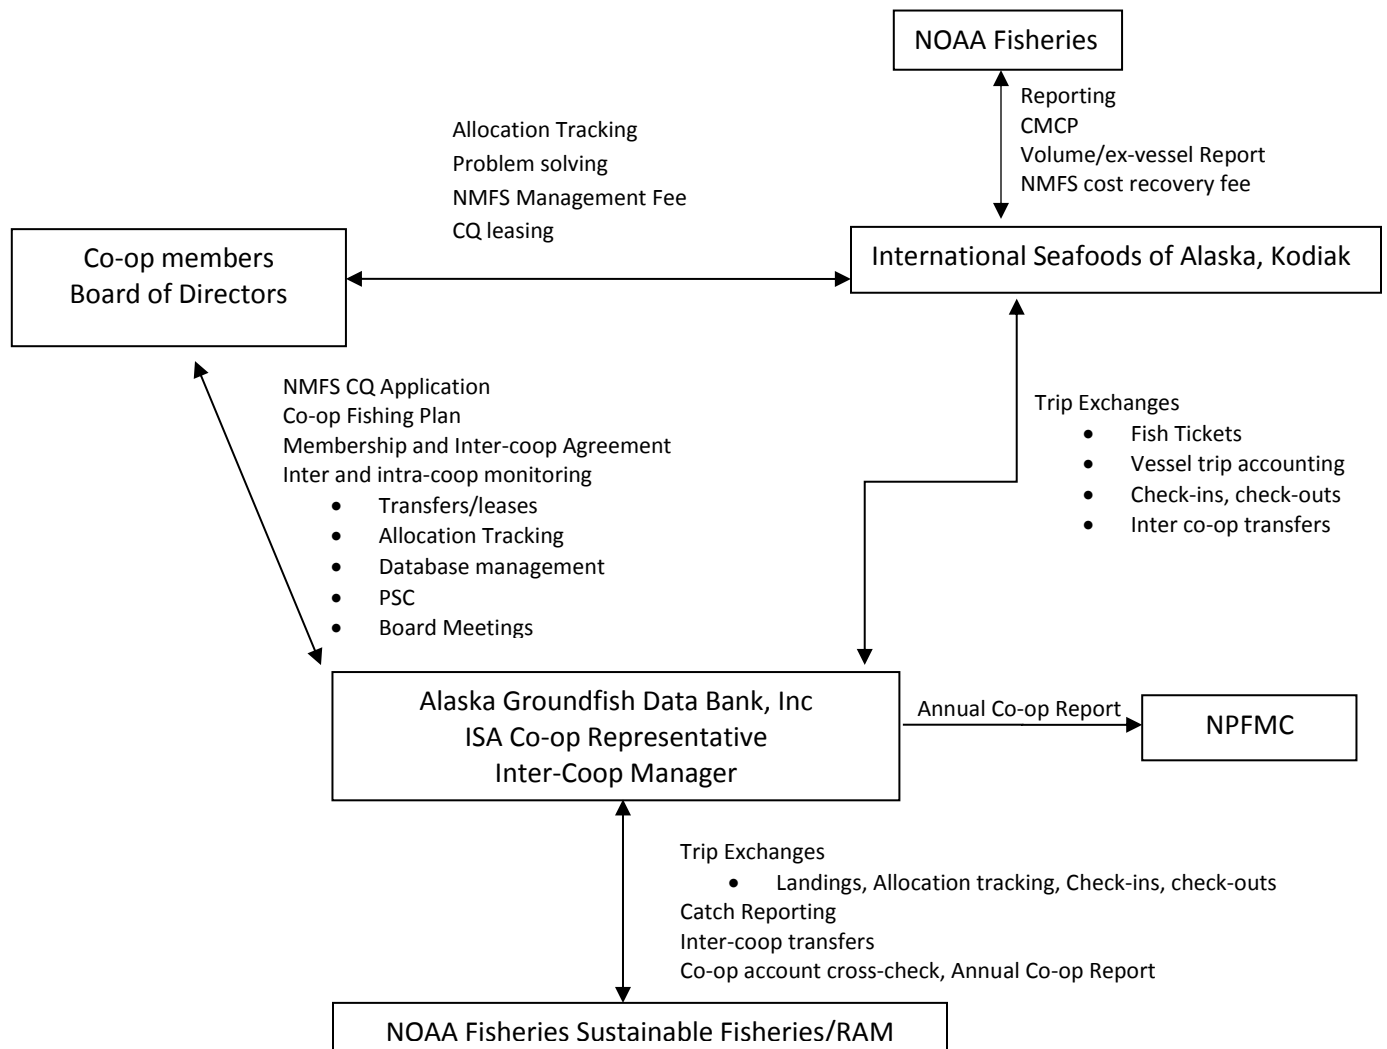 NOAA Fisheries
Reporting
CMCP
Volume/ex-vessel Report
NMFS cost recovery fee
Allocation Tracking
Problem solving
NMFS Management Fee
CQ leasing
Co-op members
Board of Directors
International Seafoods of Alaska, Kodiak
NMFS CQ Application
Co-op Fishing Plan
Membership and Inter-coop Agreement
Inter and intra-coop monitoring
• Transfers/leases
• Allocation Tracking
• Database management
• PSC
• Board Meetings
Trip Exchanges
• Fish Tickets
• Vessel trip accounting
• Check-ins, check-outs
• Inter co-op transfers
Alaska Groundfish Data Bank, Inc
ISA Co-op Representative
Inter-Coop Manager
Annual Co-op Report
NPFMC
Trip Exchanges
• Landings, Allocation tracking, Check-ins, check-outs
Catch Reporting
Inter-coop transfers
Co-op account cross-check, Annual Co-op Report
NOAA Fisheries Sustainable Fisheries/RAM